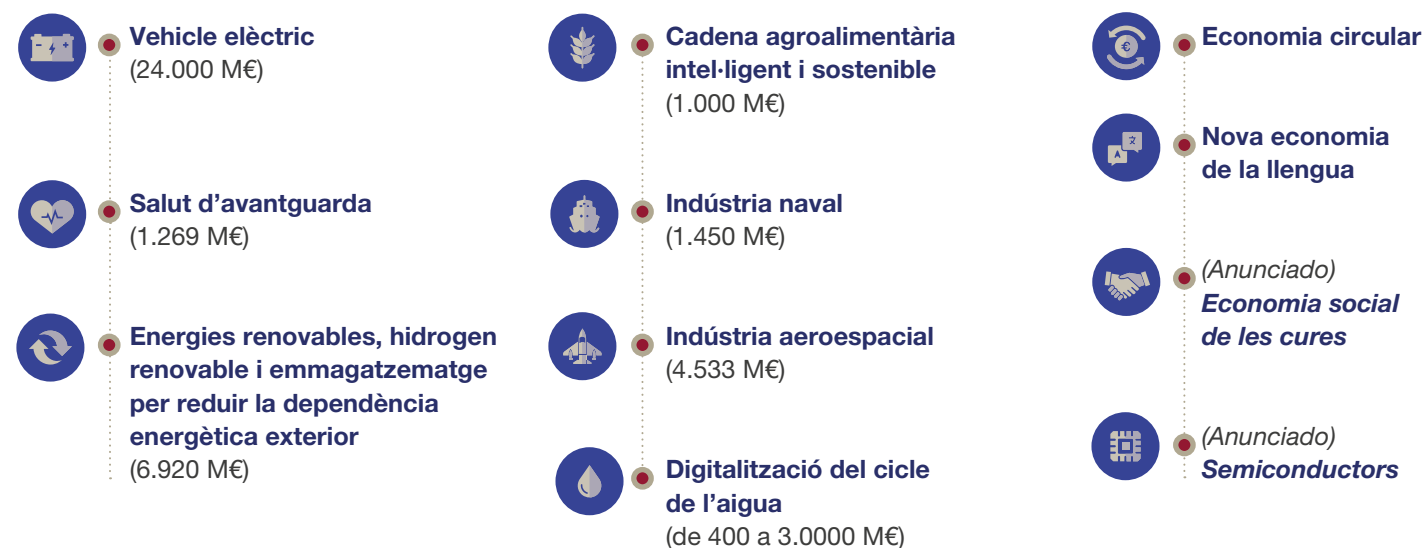 Vehicle elèctric
(24.000 M€)
Salut d’avantguarda
(1.269 M€)
Energies renovables, hidrogen
renovable i emmagatzematge
per reduir la dependència
energètica exterior
(6.920 M€)
Cadena agroalimentària
intel·ligent i sostenible
(1.000 M€)
Indústria naval
(1.450 M€)
Indústria aeroespacial
(4.533 M€)
Digitalització del cicle
de l’aigua
(de 400 a 3.0000 M€)
Economia circular
Nova economia
de la llengua
(Anunciado)
Economia social
de les cures
(Anunciado)
Semiconductors